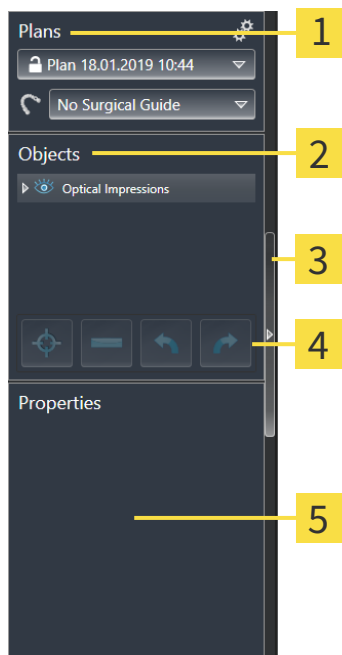 Plans
1
Plan 18.01.2019 10:44
No Surgical Guide
Objects
2
Optical Impressions
3
4
Properties
5